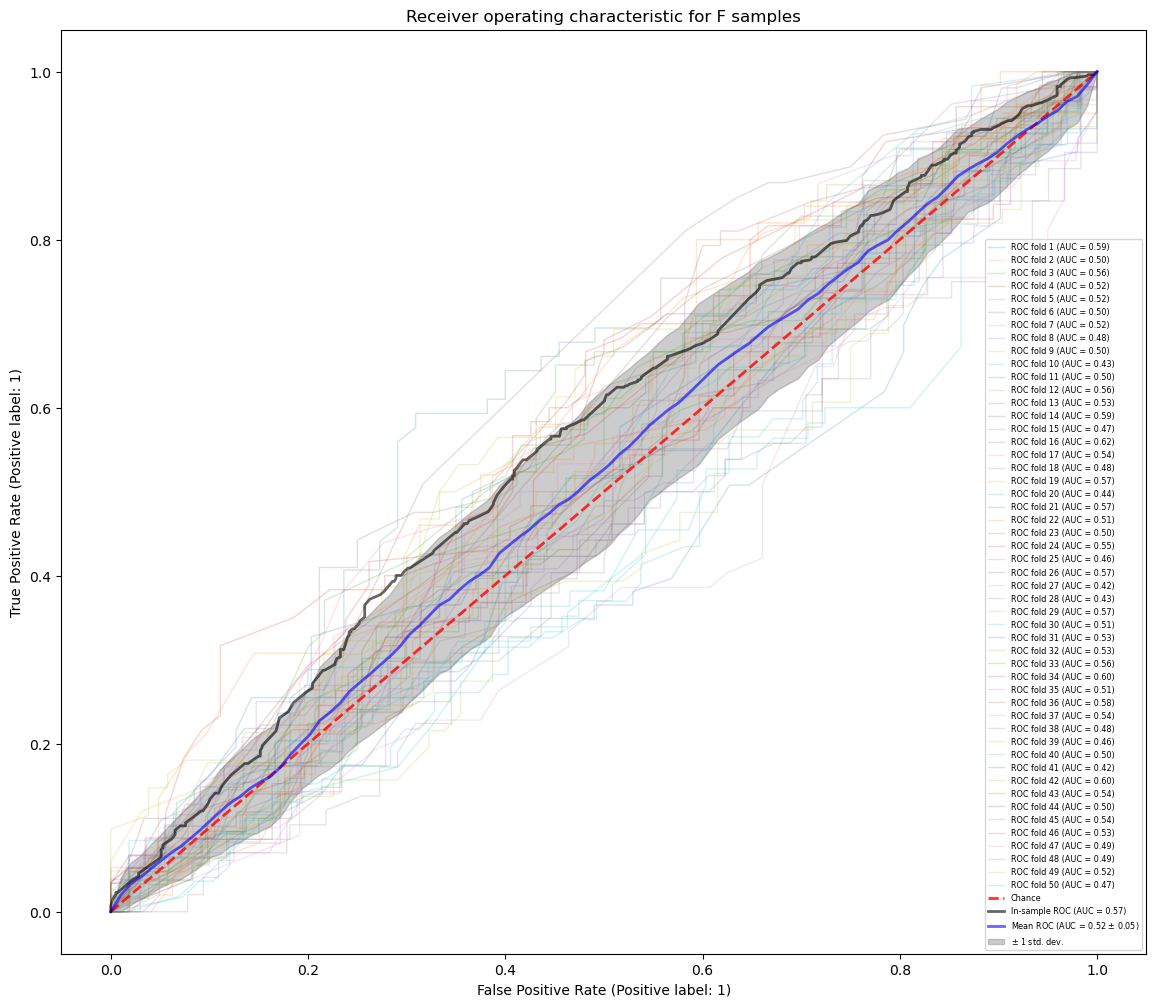 Receiver operating characteristic for F samples
True Positive Rate (Positive label: 1)
1.0
0.8
0.6
0.4
0.2
0.0
0.0 0.2 0.4 0.6 0.8 1.0
False Positive Rate (Positive label: 1)
ROC fold 1 (AUC = 0.59)
ROC fold 2 (AUC = 0.50)
ROC fold 3 (AUC = 0.56)
ROC fold 4 (AUC = 0.52)
ROC fold 5 (AUC = 0.52)
ROC fold 6 (AUC = 0.50)
ROC fold 7 (AUC = 0.52)
ROC fold 8 (AUC = 0.48)
ROC fold 9 (AUC = 0.50)
ROC fold 10 (AUC = 0.43)
ROC fold 11 (AUC = 0.50)
ROC fold 12 (AUC = 0.56)
ROC fold 13 (AUC = 0.53)
ROC fold 14 (AUC = 0.59)
ROC fold 15 (AUC = 0.47)
ROC fold 16 (AUC = 0.62)
ROC fold 17 (AUC = 0.54)
ROC fold 18 (AUC = 0.48)
ROC fold 19 (AUC = 0.57)
ROC fold 20 (AUC = 0.44)
ROC fold 21 (AUC = 0.57)
ROC fold 22 (AUC = 0.51)
ROC fold 23 (AUC = 0.50)
ROC fold 24 (AUC = 0.55)
ROC fold 25 (AUC = 0.46)
ROC fold 26 (AUC = 0.57)
ROC fold 27 (AUC = 0.42)
ROC fold 28 (AUC = 0.43)
ROC fold 29 (AUC = 0.57)
ROC fold 30 (AUC = 0.51)
ROC fold 31 (AUC = 0.53)
ROC fold 32 (AUC = 0.53)
ROC fold 33 (AUC = 0.56)
ROC fold 34 (AUC = 0.60)
ROC fold 35 (AUC = 0.51)
ROC fold 36 (AUC = 0.58)
ROC fold 37 (AUC = 0.54)
ROC fold 38 (AUC = 0.48)
ROC fold 39 (AUC = 0.46)
ROC fold 40 (AUC = 0.50)
ROC fold 41 (AUC = 0.42)
ROC fold 42 (AUC = 0.60)
ROC fold 43 (AUC = 0.54)
ROC fold 44 (AUC = 0.50)
ROC fold 45 (AUC = 0.54)
ROC fold 46 (AUC = 0.53)
ROC fold 47 (AUC = 0.49)
ROC fold 48 (AUC = 0.49)
ROC fold 49 (AUC = 0.52)
ROC fold 50 (AUC = 0.47)
Chance
In-sample ROC (AUC = 0.57)
Mean ROC (AUC = 0.52 ± 0.05)
± 1 std. dev.